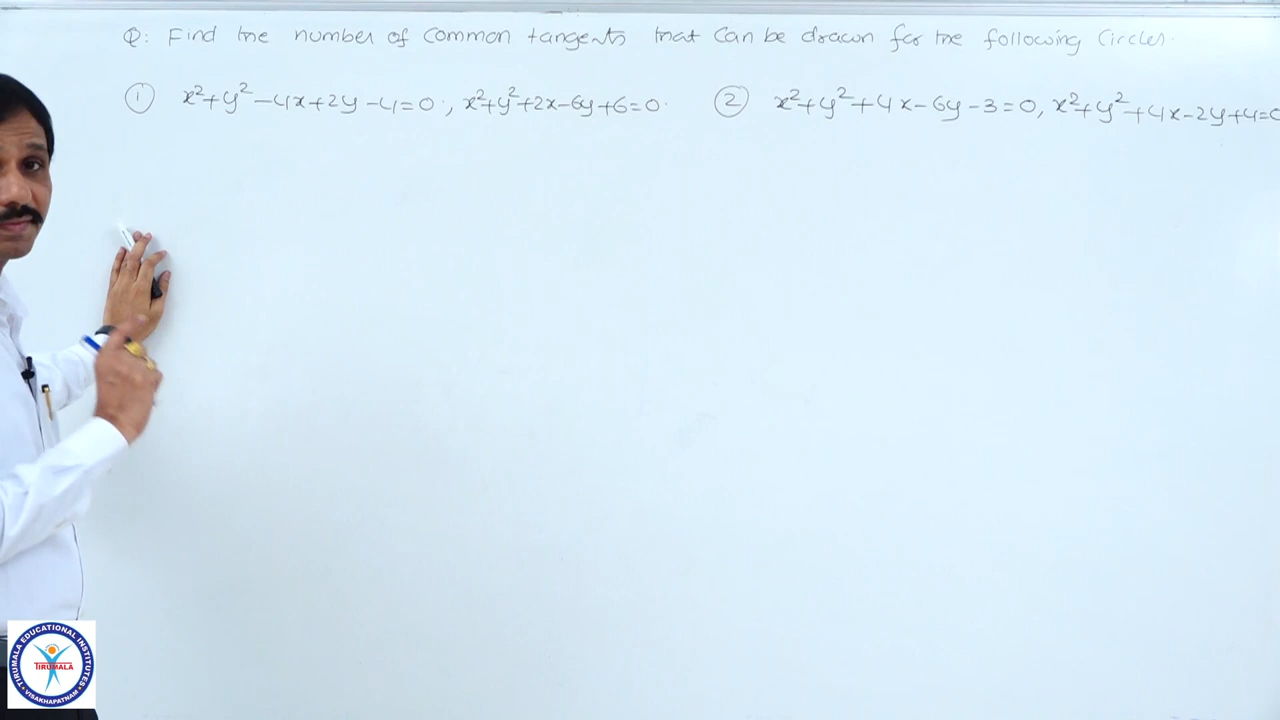 Q: Find the number of common tangents that can be drawn for the following circles.
① x²+y²-4x+2y-4=0, x²+y²+2x-6y+6=0. ② x²+y²+4x-6y-3=0, x²+y²+4x-2y+4=0
TIRUMALA EDUCATIONAL INSTITUTES
TIRUMALA
VISAKHAPATNAM